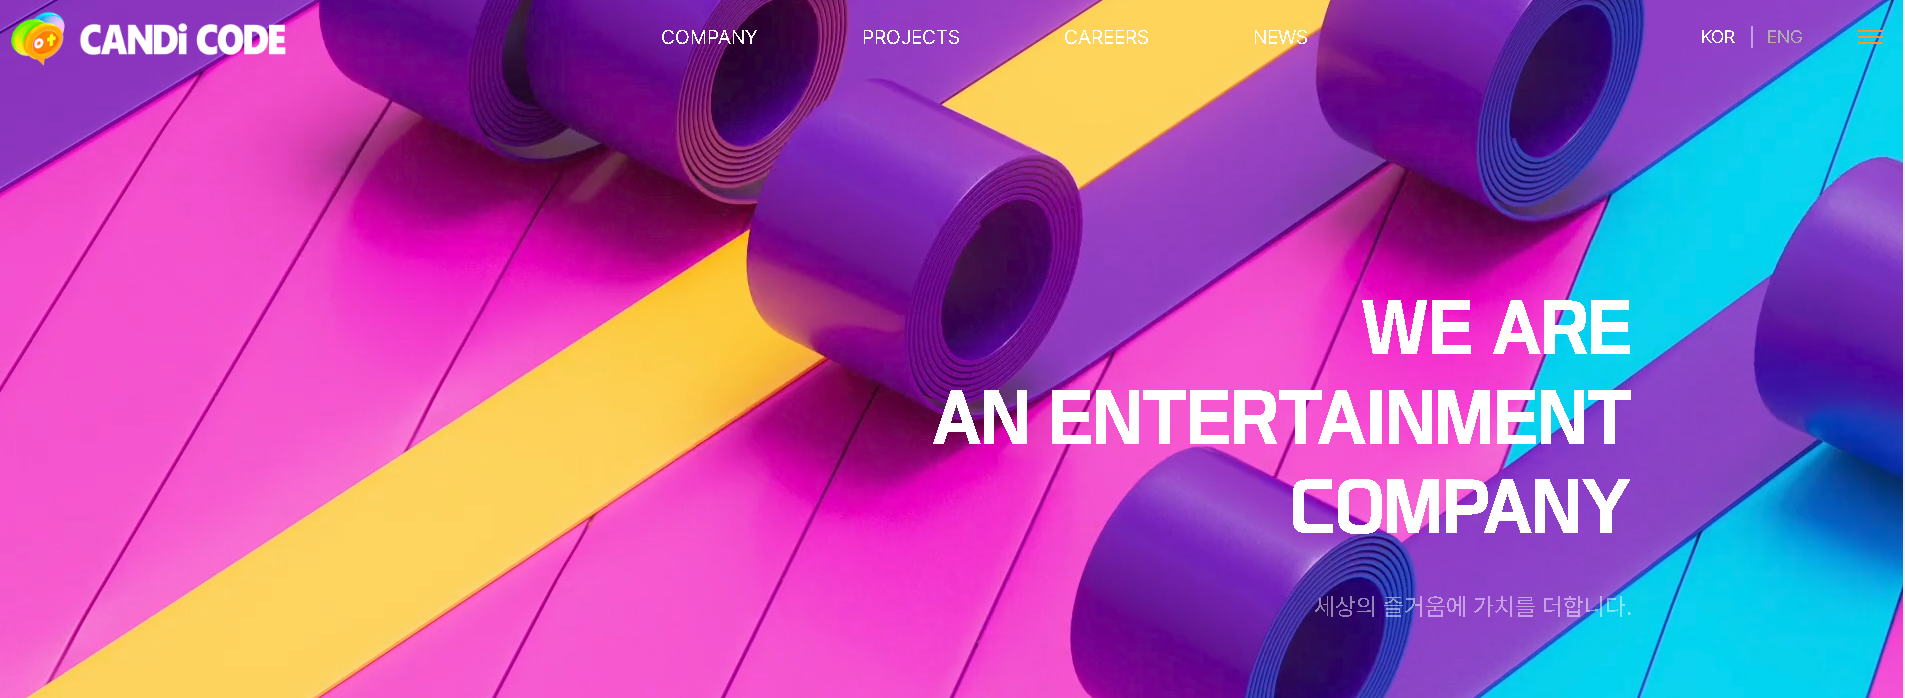 CANDi CODE
COMPANY PROJECTS CAREERS NEWS
KOR | ENG
WE ARE
AN ENTERTAINMENT
COMPANY
세상의 즐거움에 가치를 더합니다.